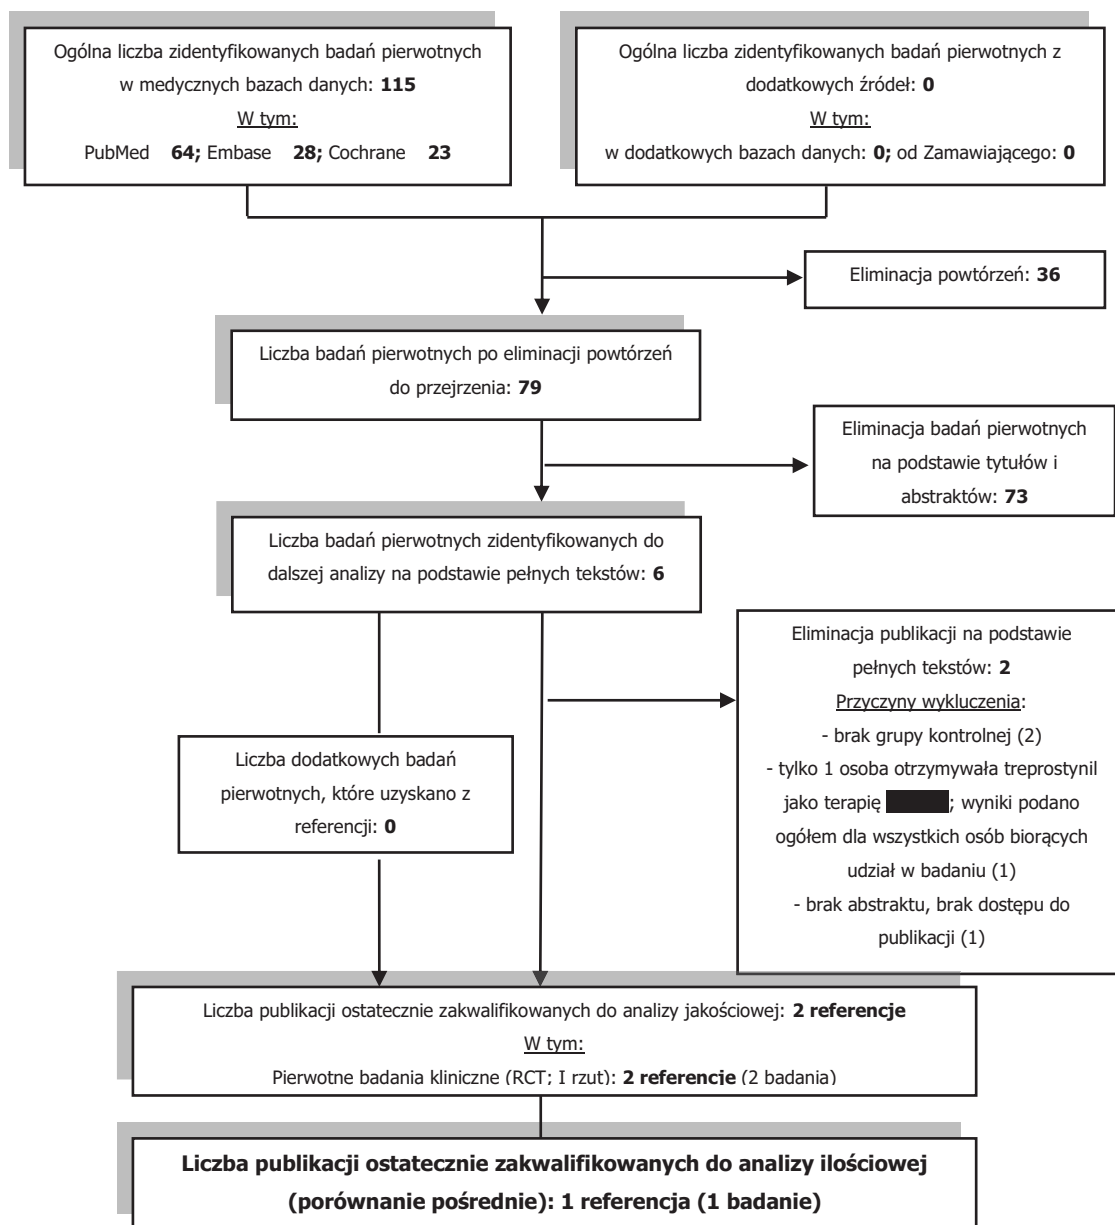 Ogólna liczba zidentyfikowanych badań pierwotnych
w medycznych bazach danych: 115
W tym:
PubMed 64; Embase 28; Cochrane 23
Ogólna liczba zidentyfikowanych badań pierwotnych z
dodatkowych źródeł: 0
W tym:
w dodatkowych bazach danych: 0; od Zamawiającego: 0
Eliminacja powtórzeń: 36
Liczba badań pierwotnych po eliminacji powtórzeń
do przejrzenia: 79
Eliminacja badań pierwotnych
na podstawie tytułów i
abstraktów: 73
Liczba badań pierwotnych zidentyfikowanych do
dalszej analizy na podstawie pełnych tekstów: 6
Eliminacja publikacji na podstawie
pełnych tekstów: 2
Przyczyny wykluczenia:
- brak grupy kontrolnej (2)
- tylko 1 osoba otrzymywała treprostynil
jako terapię ; wyniki podano
ogółem dla wszystkich osób biorących
udział w badaniu (1)
- brak abstraktu, brak dostępu do
publikacji (1)
Liczba dodatkowych badań
pierwotnych, które uzyskano z
referencji: 0
Liczba publikacji ostatecznie zakwalifikowanych do analizy jakościowej: 2 referencje
W tym:
Pierwotne badania kliniczne (RCT; I rzut): 2 referencje (2 badania)
Liczba publikacji ostatecznie zakwalifikowanych do analizy ilościowej
(porównanie pośrednie): 1 referencja (1 badanie)